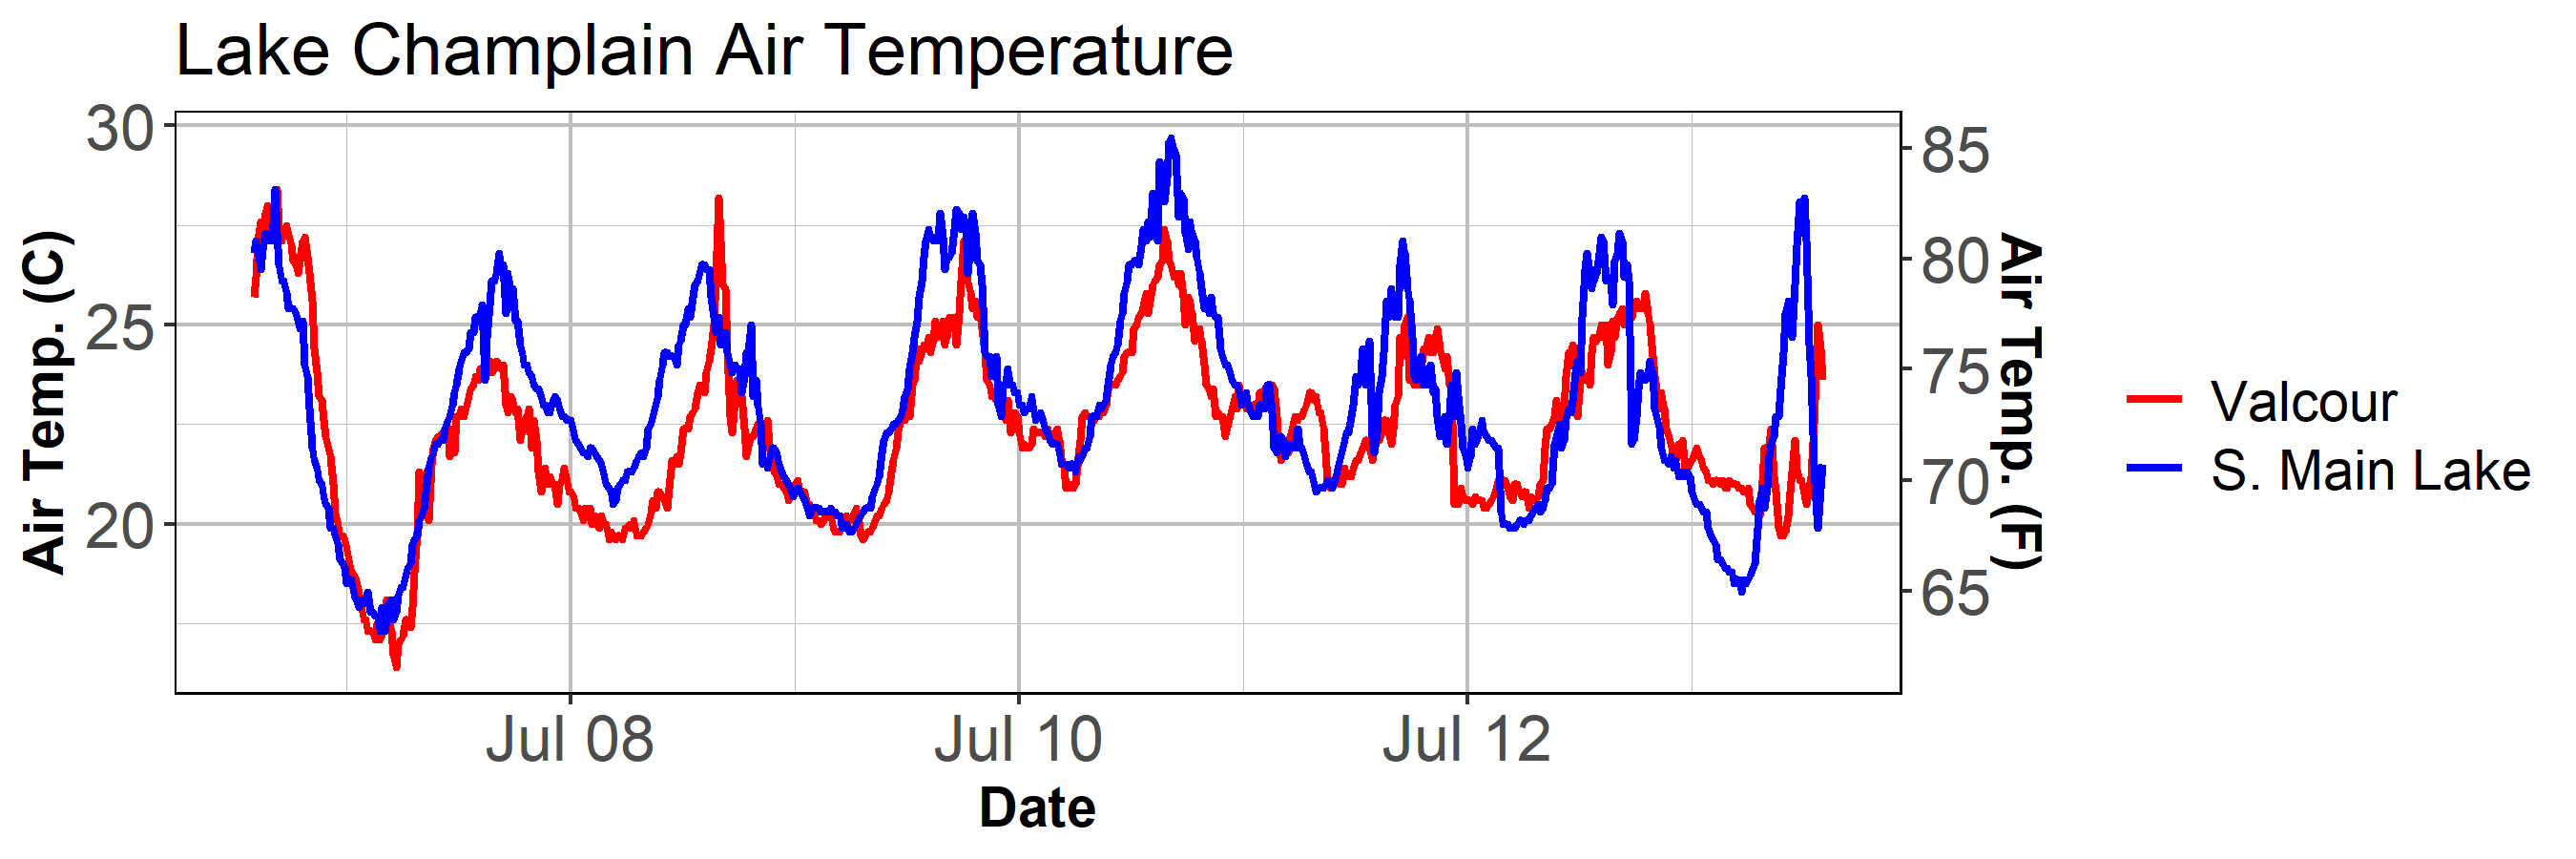 Lake Champlain Air Temperature
Air Temp. (C)
30
25
20
85
80
75
70
65
Air Temp. (F)
Jul 08
Jul 10
Jul 12
Date
Valcour
S. Main Lake